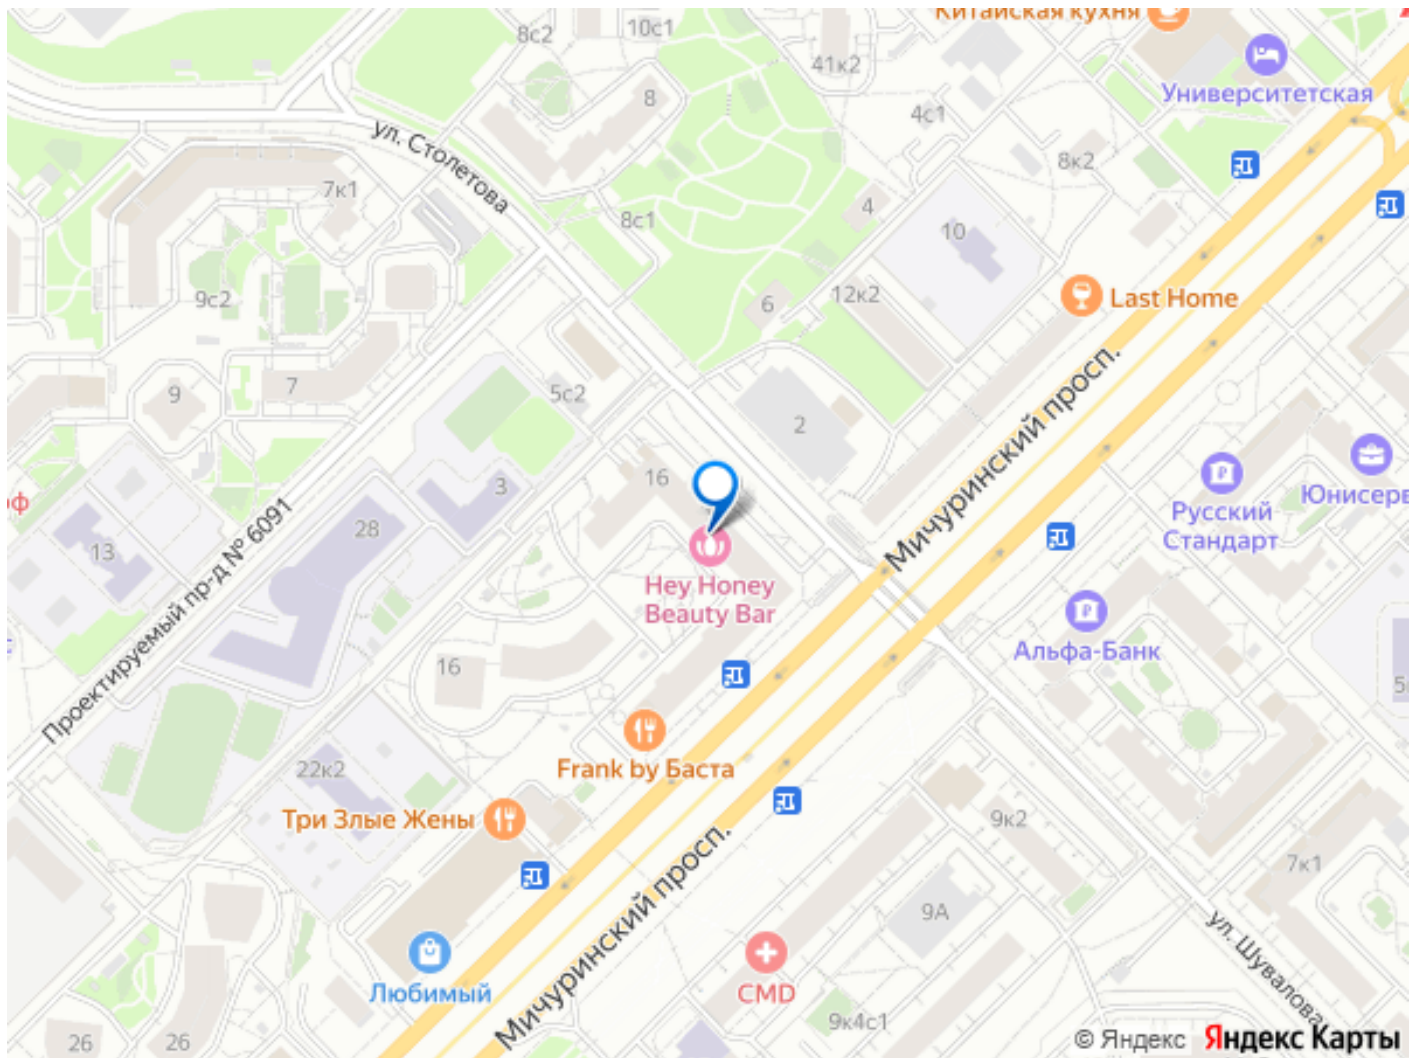 Китайская кухня
8с2
10с1
41к2
Университетская
8
4с1
ул. Столетова
8к2
7к1
4
8с1
10
9с2
6
12к2
Last Home
7
9
5с2
2
Мичуринский просп.
16
3
Русский
Стандарт
Юнисерв
28
13
Проектируемый пр-д № 6091
Hey Honey
Beauty Bar
Альфа-Банк
16
22к2
Frank by Баста
Три Злые Жены
9к2
7к1
Мичуринский просп.
9А
ул. Шувалова
Любимый
CMD
9к4с1
26
26
© Яндекс Яндекс Карты